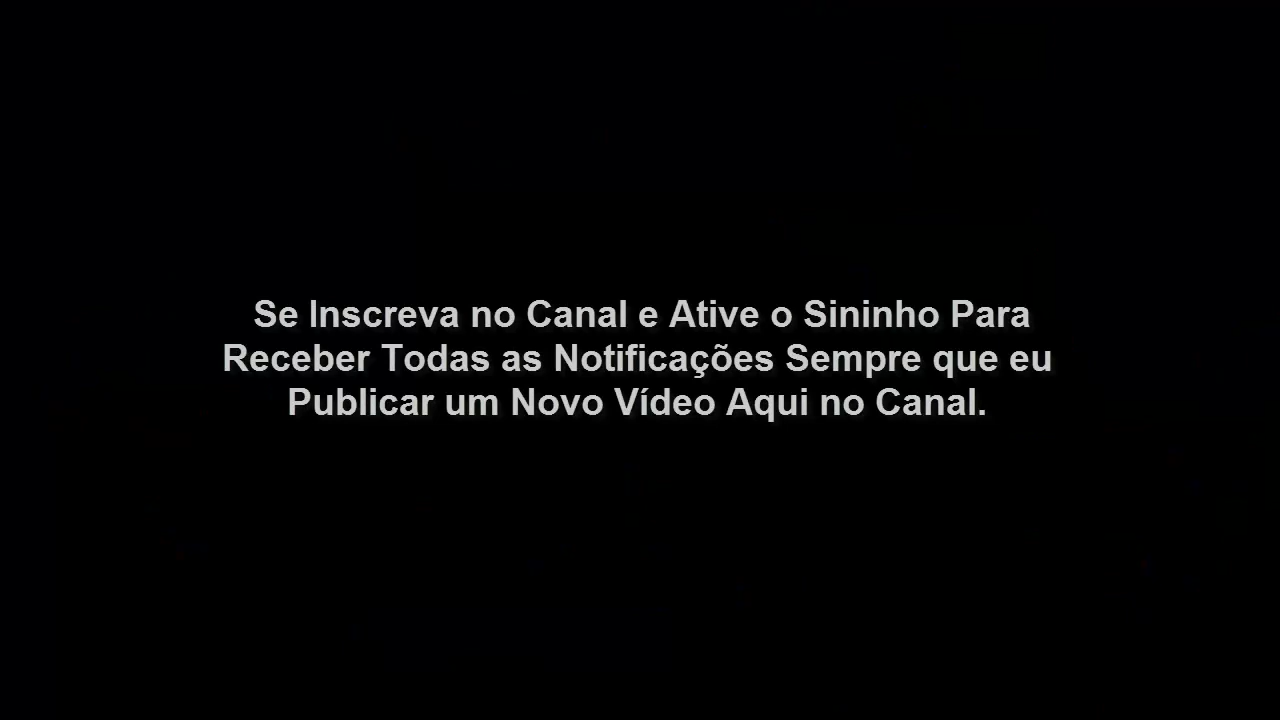 Se Inscreva no Canal e Ative o Sininho Para
Receber Todas as Notificações Sempre que eu
Publicar um Novo Vídeo Aqui no Canal.